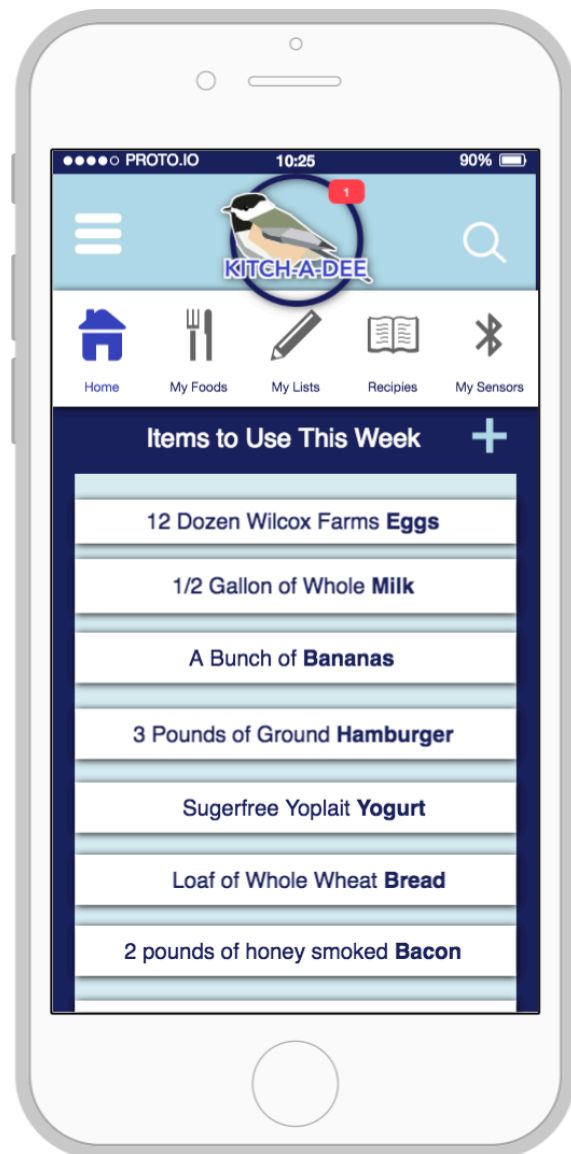 PROTO.IO 10:25 90%
1
KITCH-A-DEE
Home My Foods My Lists Recipies My Sensors
Items to Use This Week +
12 Dozen Wilcox Farms Eggs
1/2 Gallon of Whole Milk
A Bunch of Bananas
3 Pounds of Ground Hamburger
Sugerfree Yoplait Yogurt
Loaf of Whole Wheat Bread
2 pounds of honey smoked Bacon